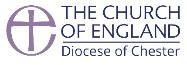 THE CHURCH
OF ENGLAND
Diocese of Chester